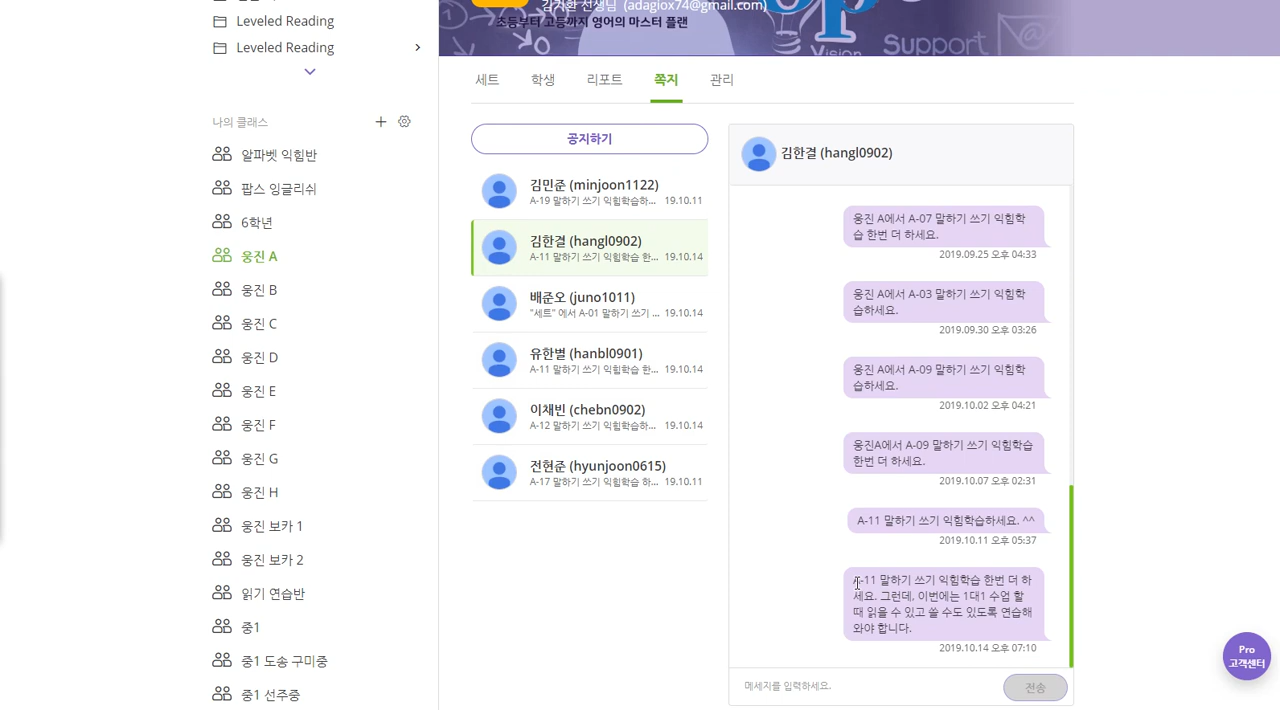 Leveled Reading
Leveled Reading
나의 클래스
알파벳 익힘반
팝스 잉글리쉬
6학년
웅진 A
웅진 B
웅진 C
웅진 D
웅진 E
웅진 F
웅진 G
웅진 H
웅진 보카 1
웅진 보카 2
읽기 연습반
중1
중1 도송 구미중
중1 선주중
선생님 (adagiox74@gmail.com)
초등부터 고등까지 영어의 마스터 플랜
Vision
Support
세트 학생 리포트 쪽지 관리
공지하기
김민준 (minjoon1122)
A-19 말하기 쓰기 익힘학습하... 19.10.11
김한결 (hangl0902)
A-11 말하기 쓰기 익힘학습 한... 19.10.14
배준오 (juno1011)
"세트" 에서 A-01 말하기 쓰기 ... 19.10.14
유한별 (hanbl0901)
A-11 말하기 쓰기 익힘학습 한... 19.10.14
이채빈 (chebn0902)
A-12 말하기 쓰기 익힘학습하... 19.10.14
전현준 (hyunjoon0615)
A-17 말하기 쓰기 익힘학습 하... 19.10.11
김한결 (hangl0902)
웅진 A에서 A-07 말하기 쓰기 익힘학
습 한번 더 하세요.
2019.09.25 오후 04:33
웅진 A에서 A-03 말하기 쓰기 익힘학
습하세요.
2019.09.30 오후 03:26
웅진 A에서 A-09 말하기 쓰기 익힘학
습하세요.
2019.10.02 오후 04:21
웅진A에서 A-09 말하기 쓰기 익힘학습
한번 더 하세요.
2019.10.07 오후 02:31
A-11 말하기 쓰기 익힘학습하세요. ^^
2019.10.11 오후 05:37
A-11 말하기 쓰기 익힘학습 한번 더 하
세요. 그런데, 이번에는 1대1 수업 할
때 읽을 수 있고 쓸 수도 있도록 연습해
와야 합니다.
2019.10.14 오후 07:10
메세지를 입력하세요.
전송
Pro
고객센터